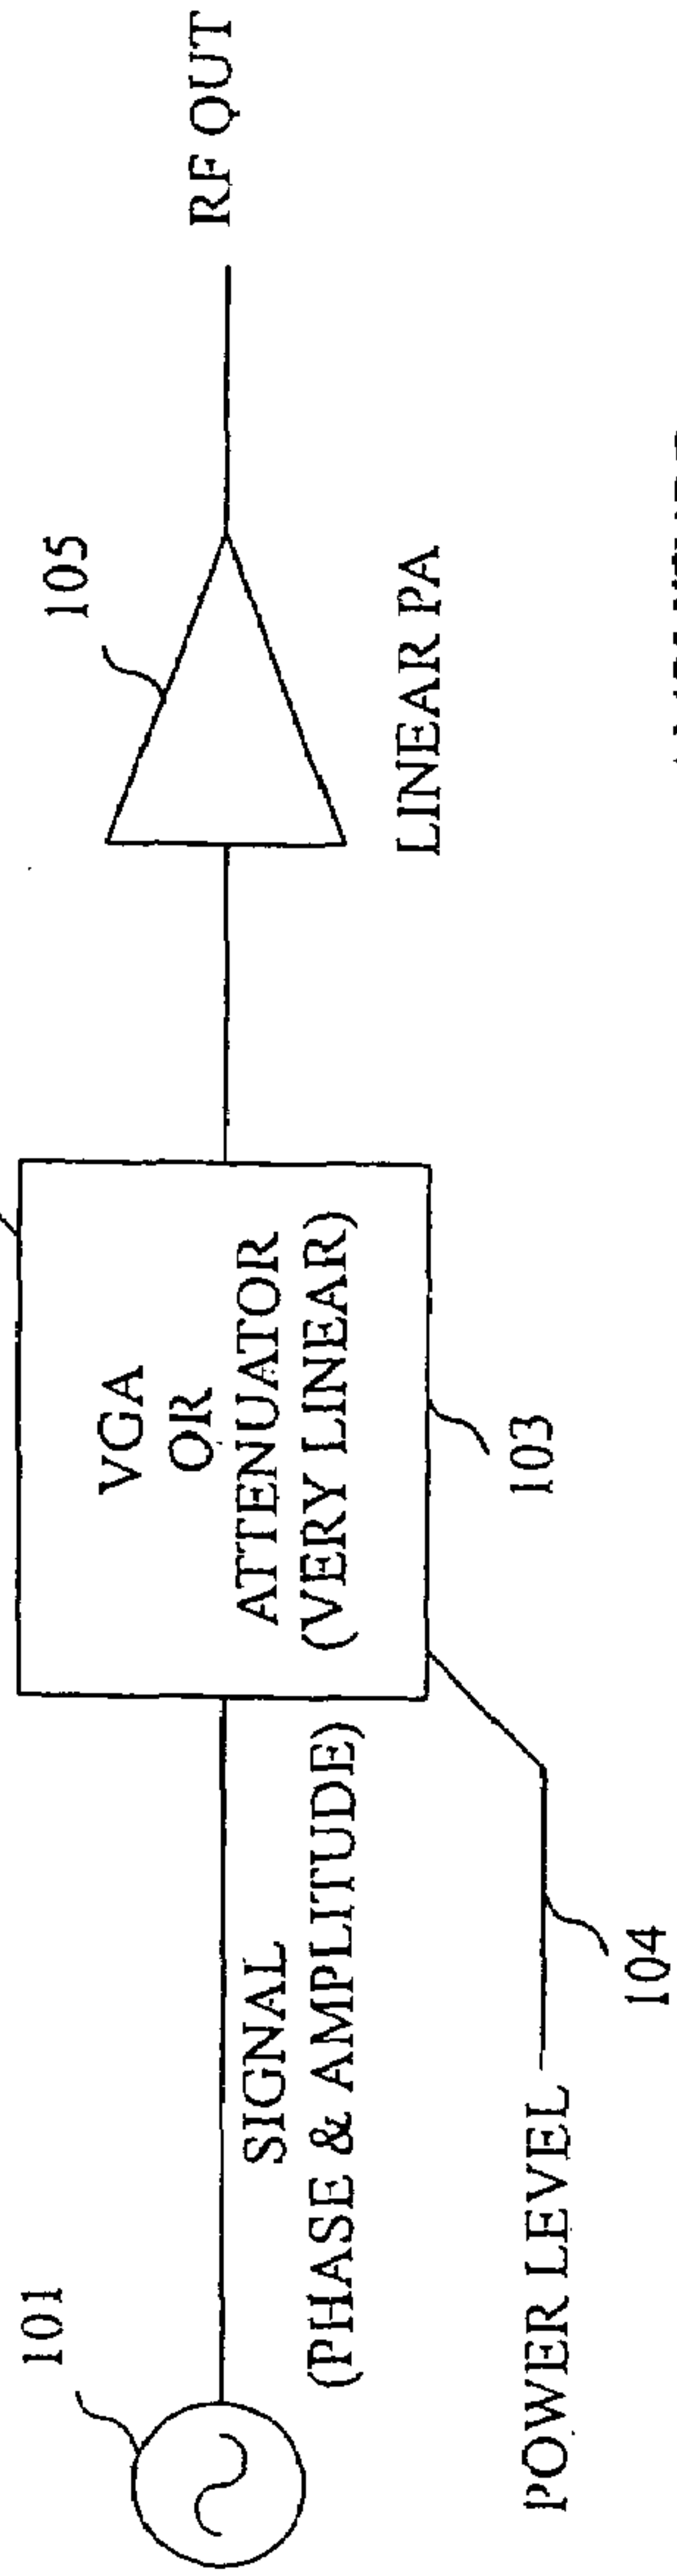 101
SIGNAL
(PHASE & AMPLITUDE)
POWER LEVEL
104
VGA
OR
ATTENUATOR
(VERY LINEAR)
103
105
LINEAR PA
RF OUT